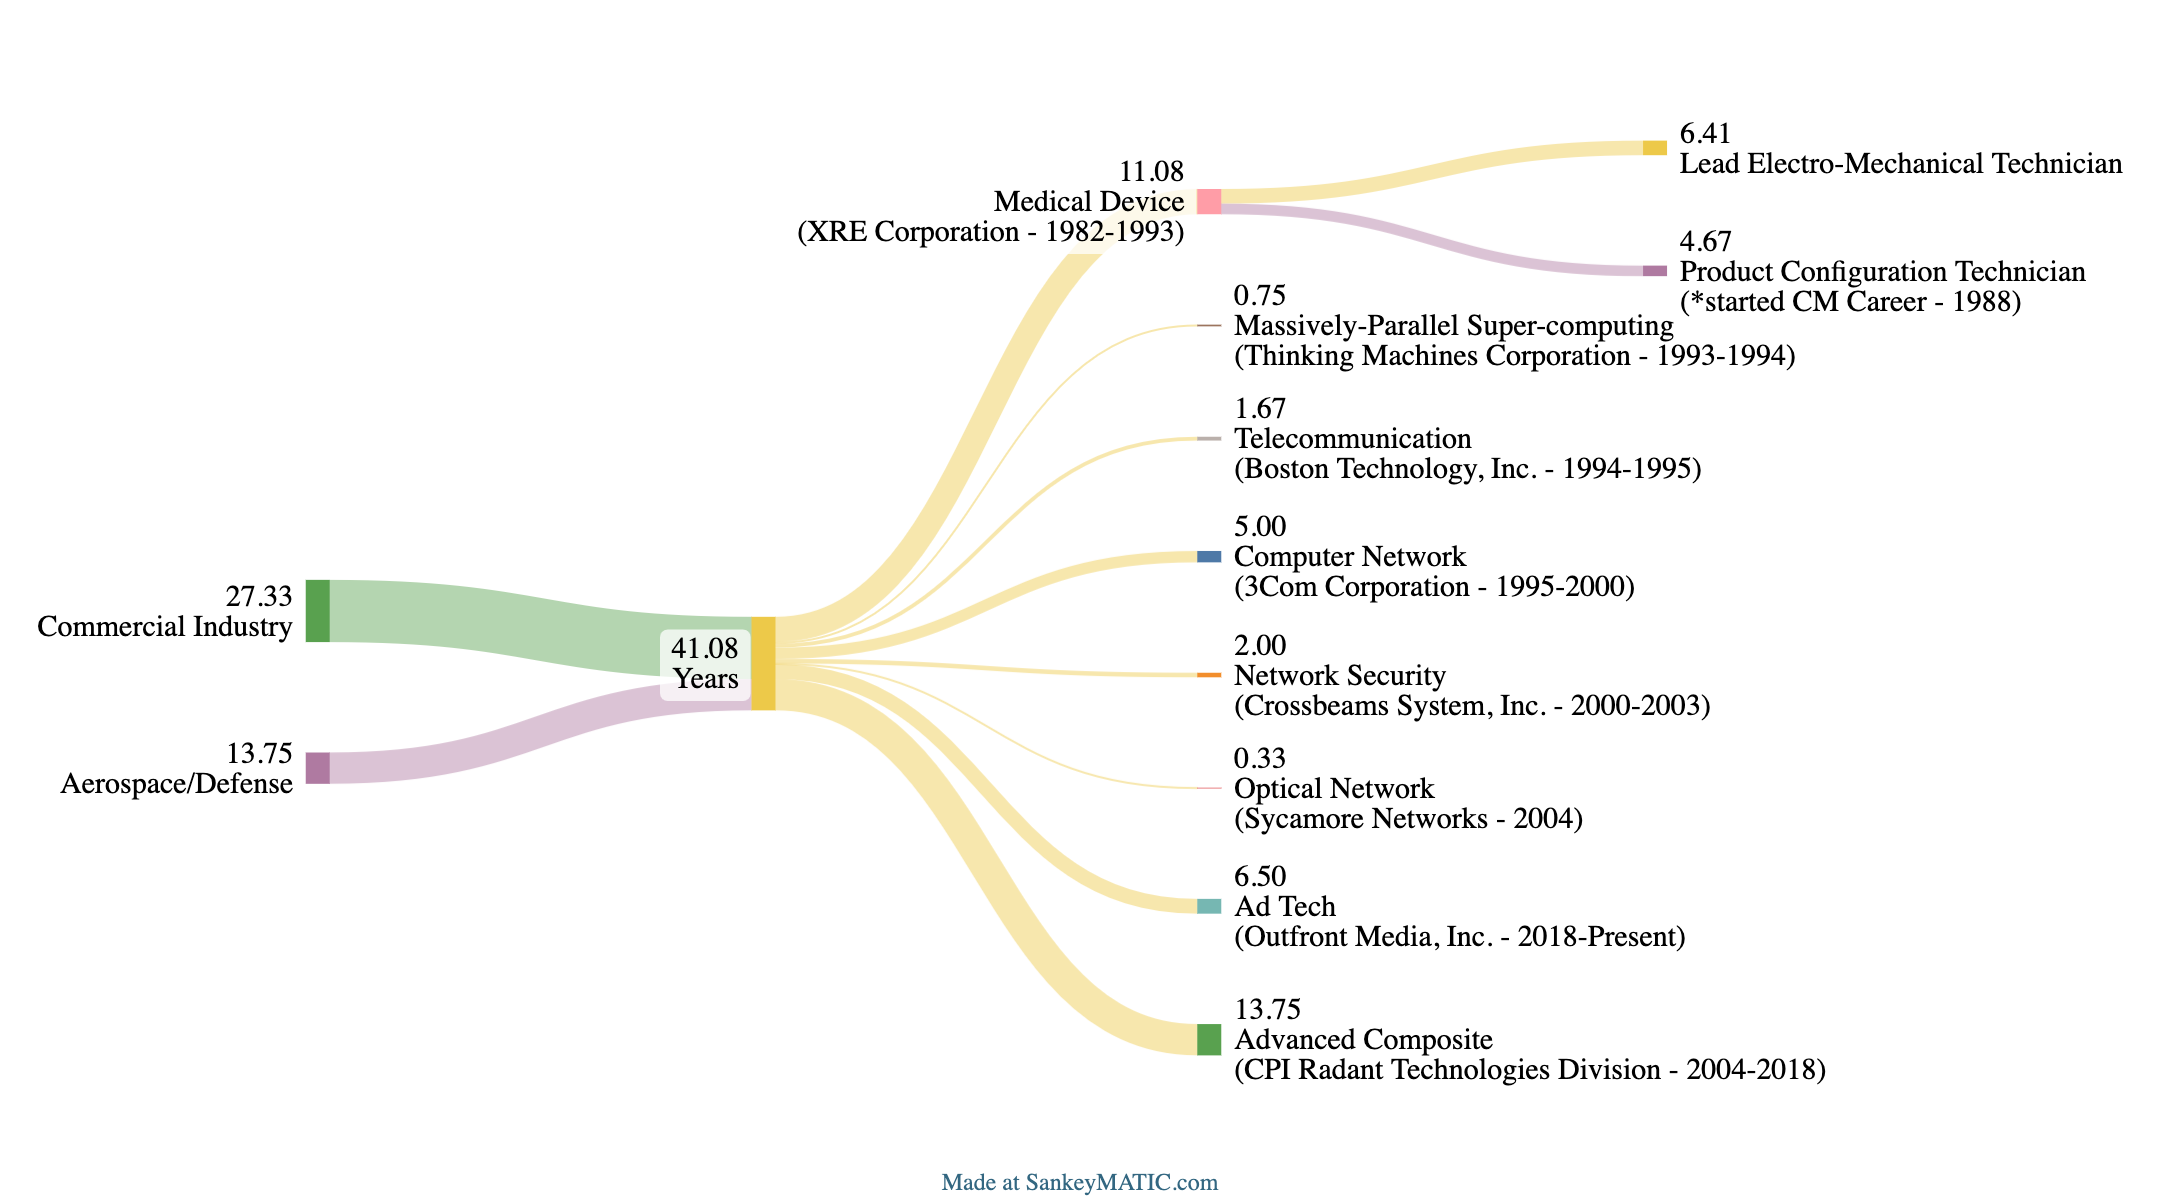 6.41
Lead Electro-Mechanical Technician
11.08
Medical Device
(XRE Corporation - 1982-1993)
4.67
Product Configuration Technician
(*started CM Career - 1988)
0.75
Massively-Parallel Super-computing
(Thinking Machines Corporation - 1993-1994)
1.67
Telecommunication
(Boston Technology, Inc. - 1994-1995)
5.00
Computer Network
(3Com Corporation - 1995-2000)
27.33
Commercial Industry
41.08
Years
2.00
Network Security
(Crossbeams System, Inc. - 2000-2003)
13.75
Aerospace/Defense
0.33
Optical Network
(Sycamore Networks - 2004)
6.50
Ad Tech
(Outfront Media, Inc. - 2018-Present)
13.75
Advanced Composite
(CPI Radant Technologies Division - 2004-2018)
Made at SankeyMATIC.com